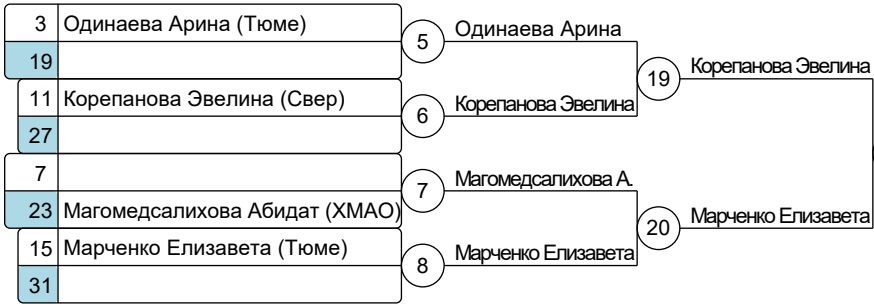 3 Одинаева Арина (Тюме)
19
5 Одинаева Арина
11 Корепанова Эвелина (Свер)
27
6 Корепанова Эвелина
19 Корепанова Эвелина
7
23 Магомедсалихова Абидат (ХМАО)
7 Магомедсалихова А.
15 Марченко Елизавета (Тюме)
31
8 Марченко Елизавета
20 Марченко Елизавета